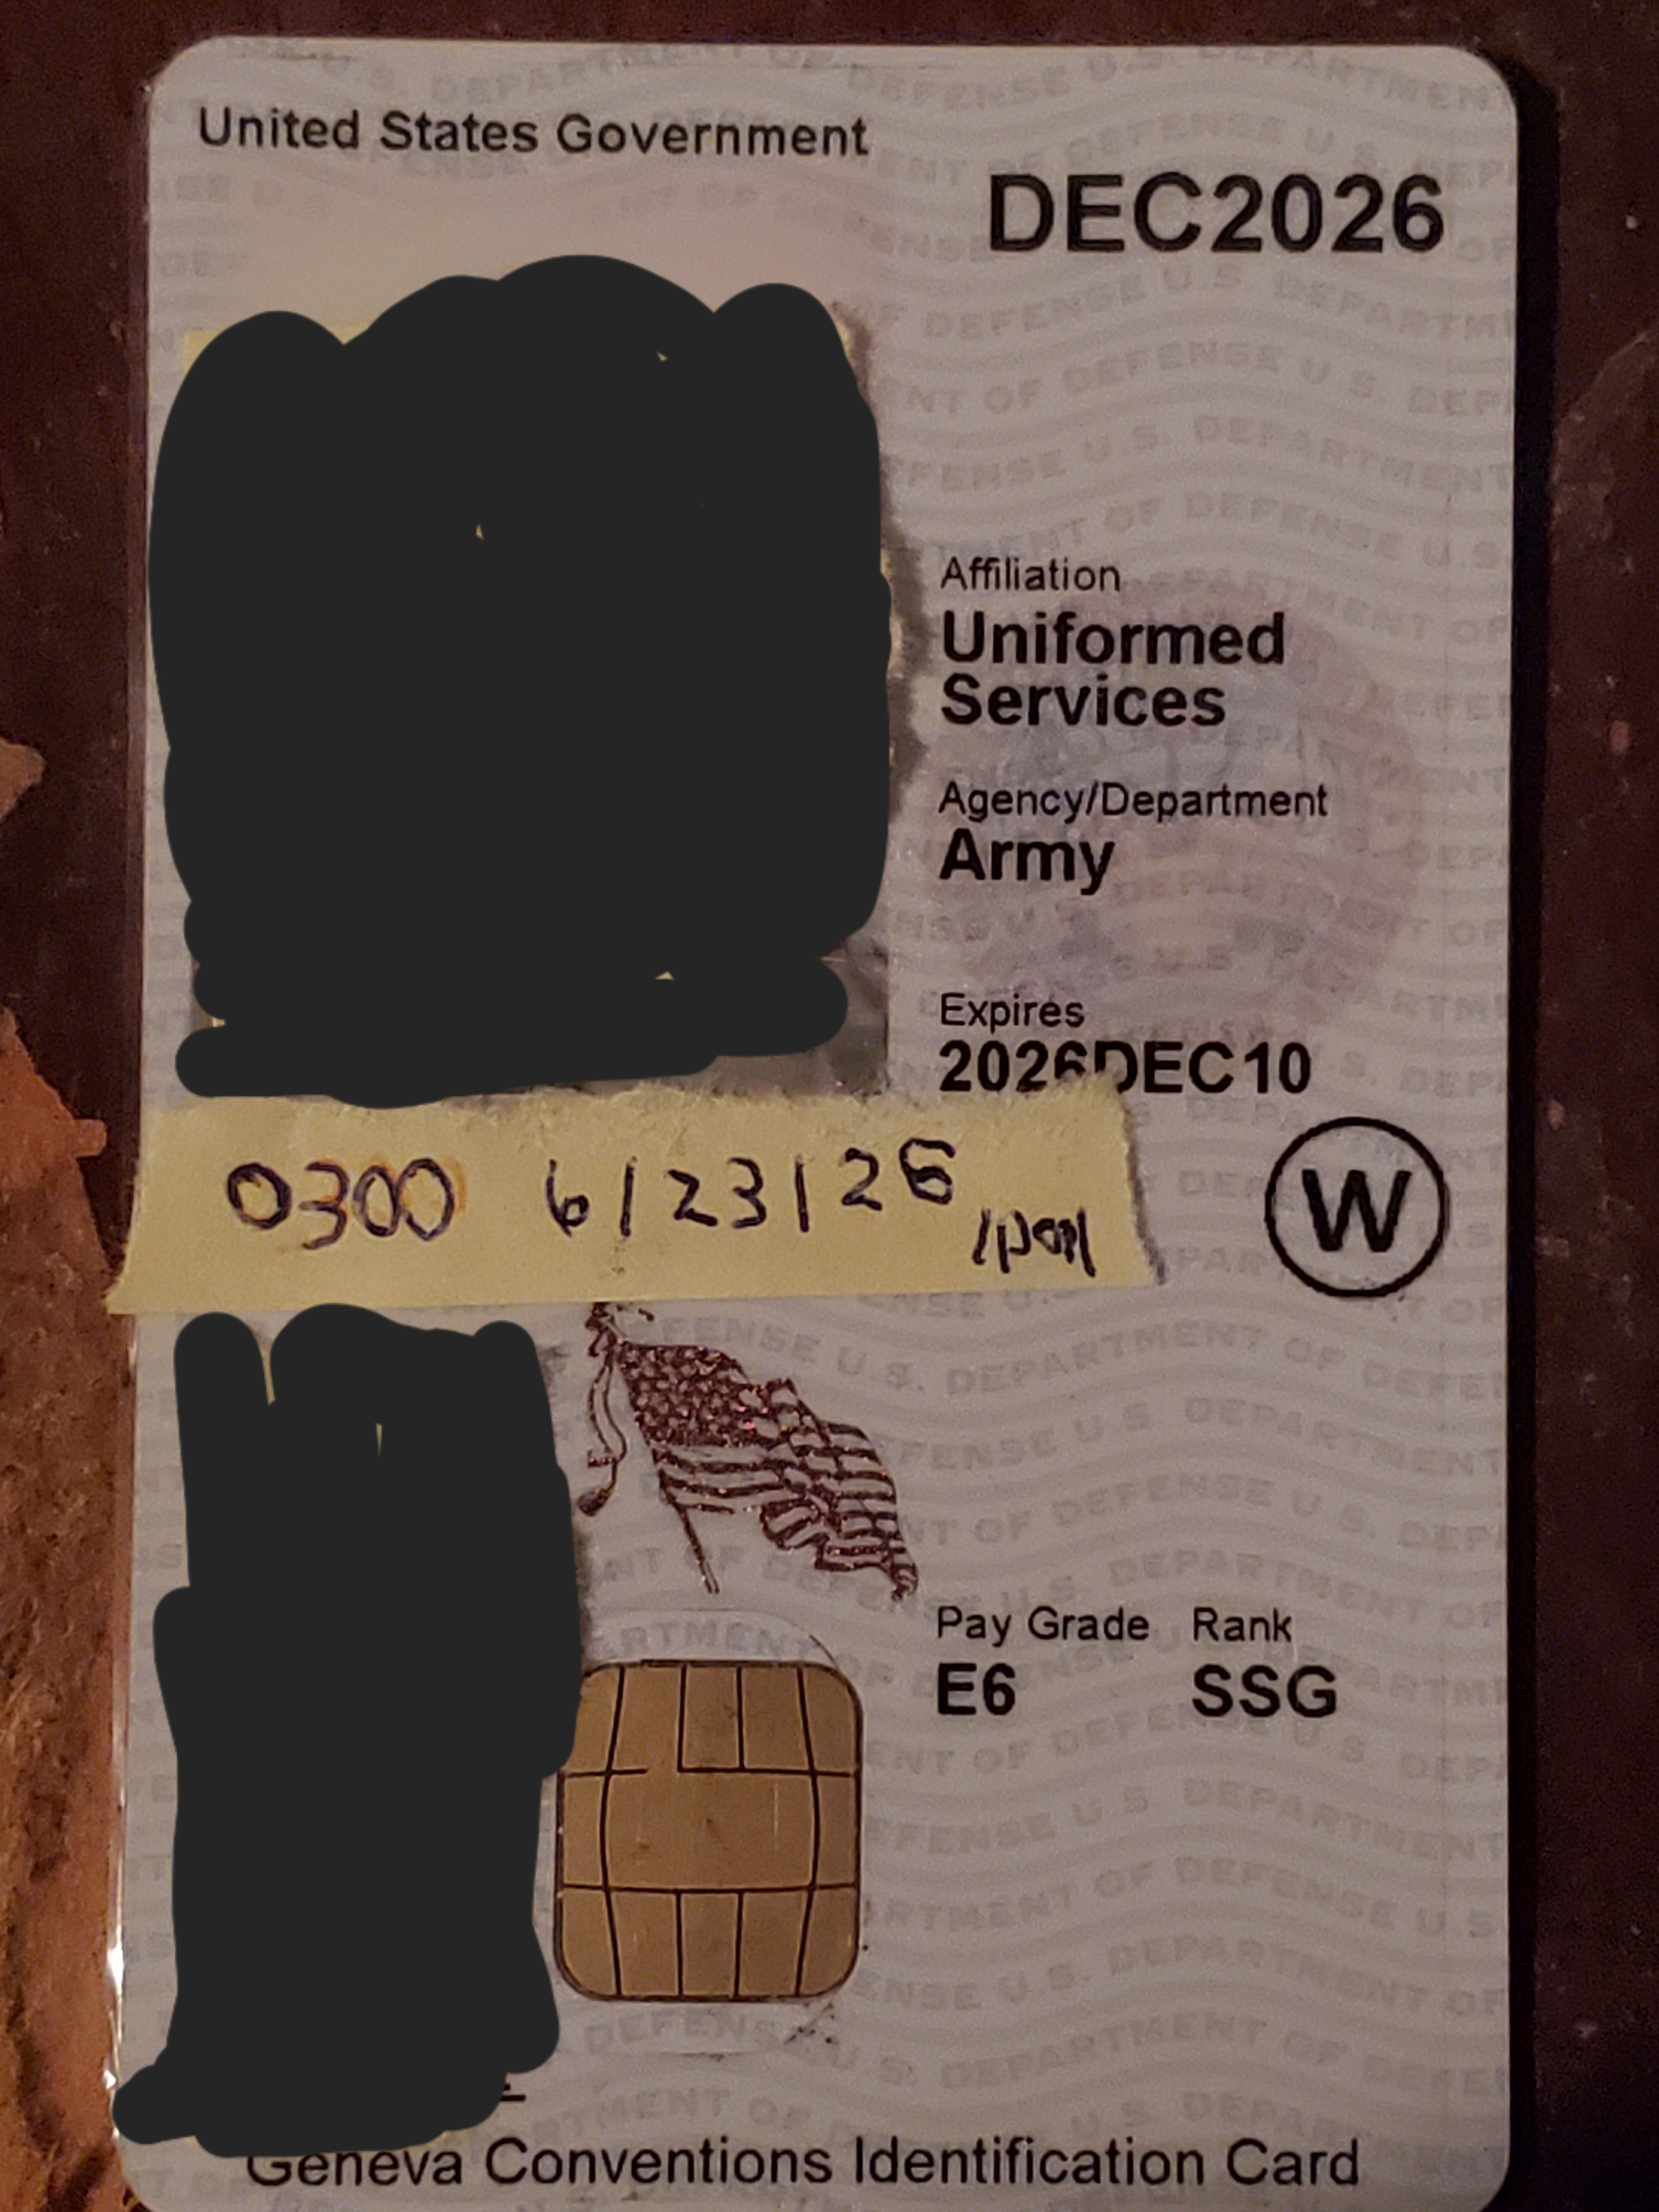 United States Government
DEC2026
Affiliation
Uniformed
Services
Agency/Department
Army
Expires
2026DEC10
0300 6/23/26
W
Pay Grade Rank
E6 SSG
Geneva Conventions Identification Card